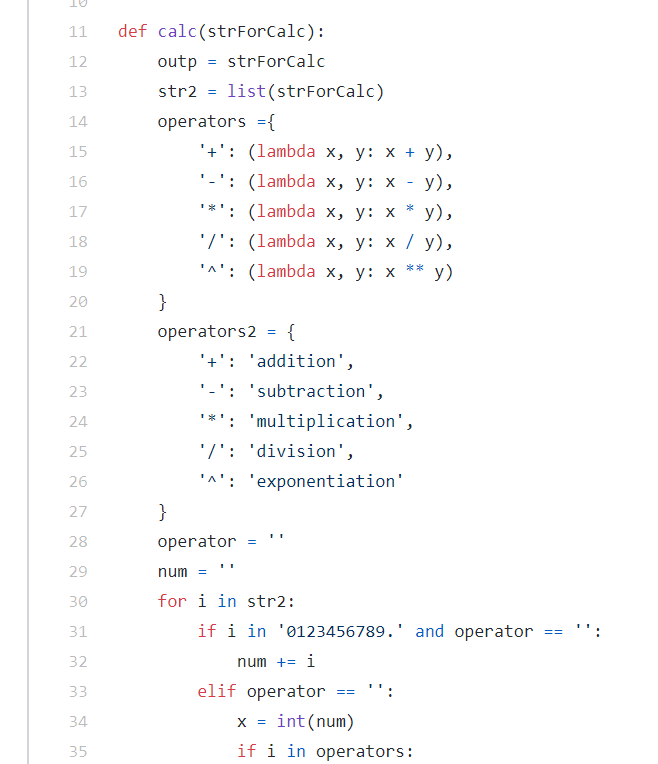 10
11 def calc(strForCalc):
12 outp = strForCalc
13 str2 = list(strForCalc)
14 operators ={
15 '+': (lambda x, y: x + y),
16 '-': (lambda x, y: x - y),
17 '*': (lambda x, y: x * y),
18 '/': (lambda x, y: x / y),
19 '^': (lambda x, y: x ** y)
20 }
21 operators2 = {
22 '+': 'addition',
23 '-': 'subtraction',
24 '*': 'multiplication',
25 '/': 'division',
26 '^': 'exponentiation'
27 }
28 operator = ''
29 num = ''
30 for i in str2:
31 if i in '0123456789.' and operator == '':
32 num += i
33 elif operator == '':
34 x = int(num)
35 if i in operators: